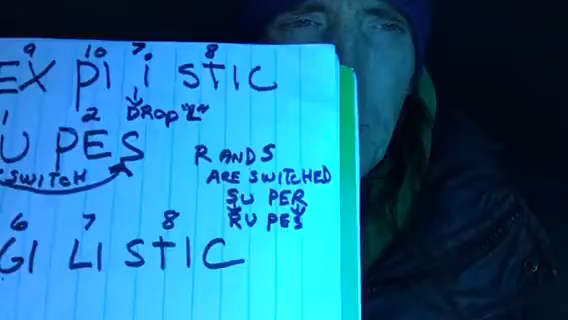 9 10 7 8
EX PI i STIC
DROP "L"
1 2
U PES
SWITCH
R AND S
ARE SWITCHED
SU PER
RU PES
6 7 8
GI LI STIC